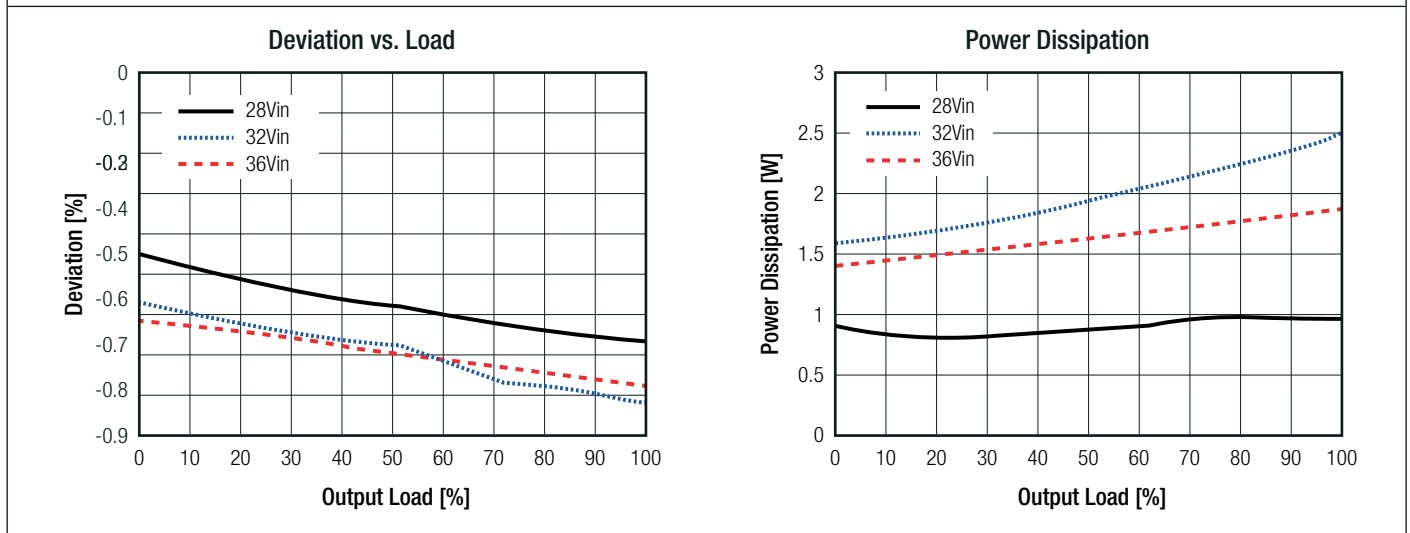 Deviation vs. Load
Deviation [%]
0
-0.1
-0.3
-0.4
-0.5
-0.6
-0.7
-0.8
-0.9
28Vin
32Vin
36Vin
0 10 20 30 40 50 60 70 80 90 100
Output Load [%]
Power Dissipation
Power Dissipation [W]
3
2.5
2
1.5
1
0.5
0
28Vin
32Vin
36Vin
0 10 20 30 40 50 60 70 80 90 100
Output Load [%]